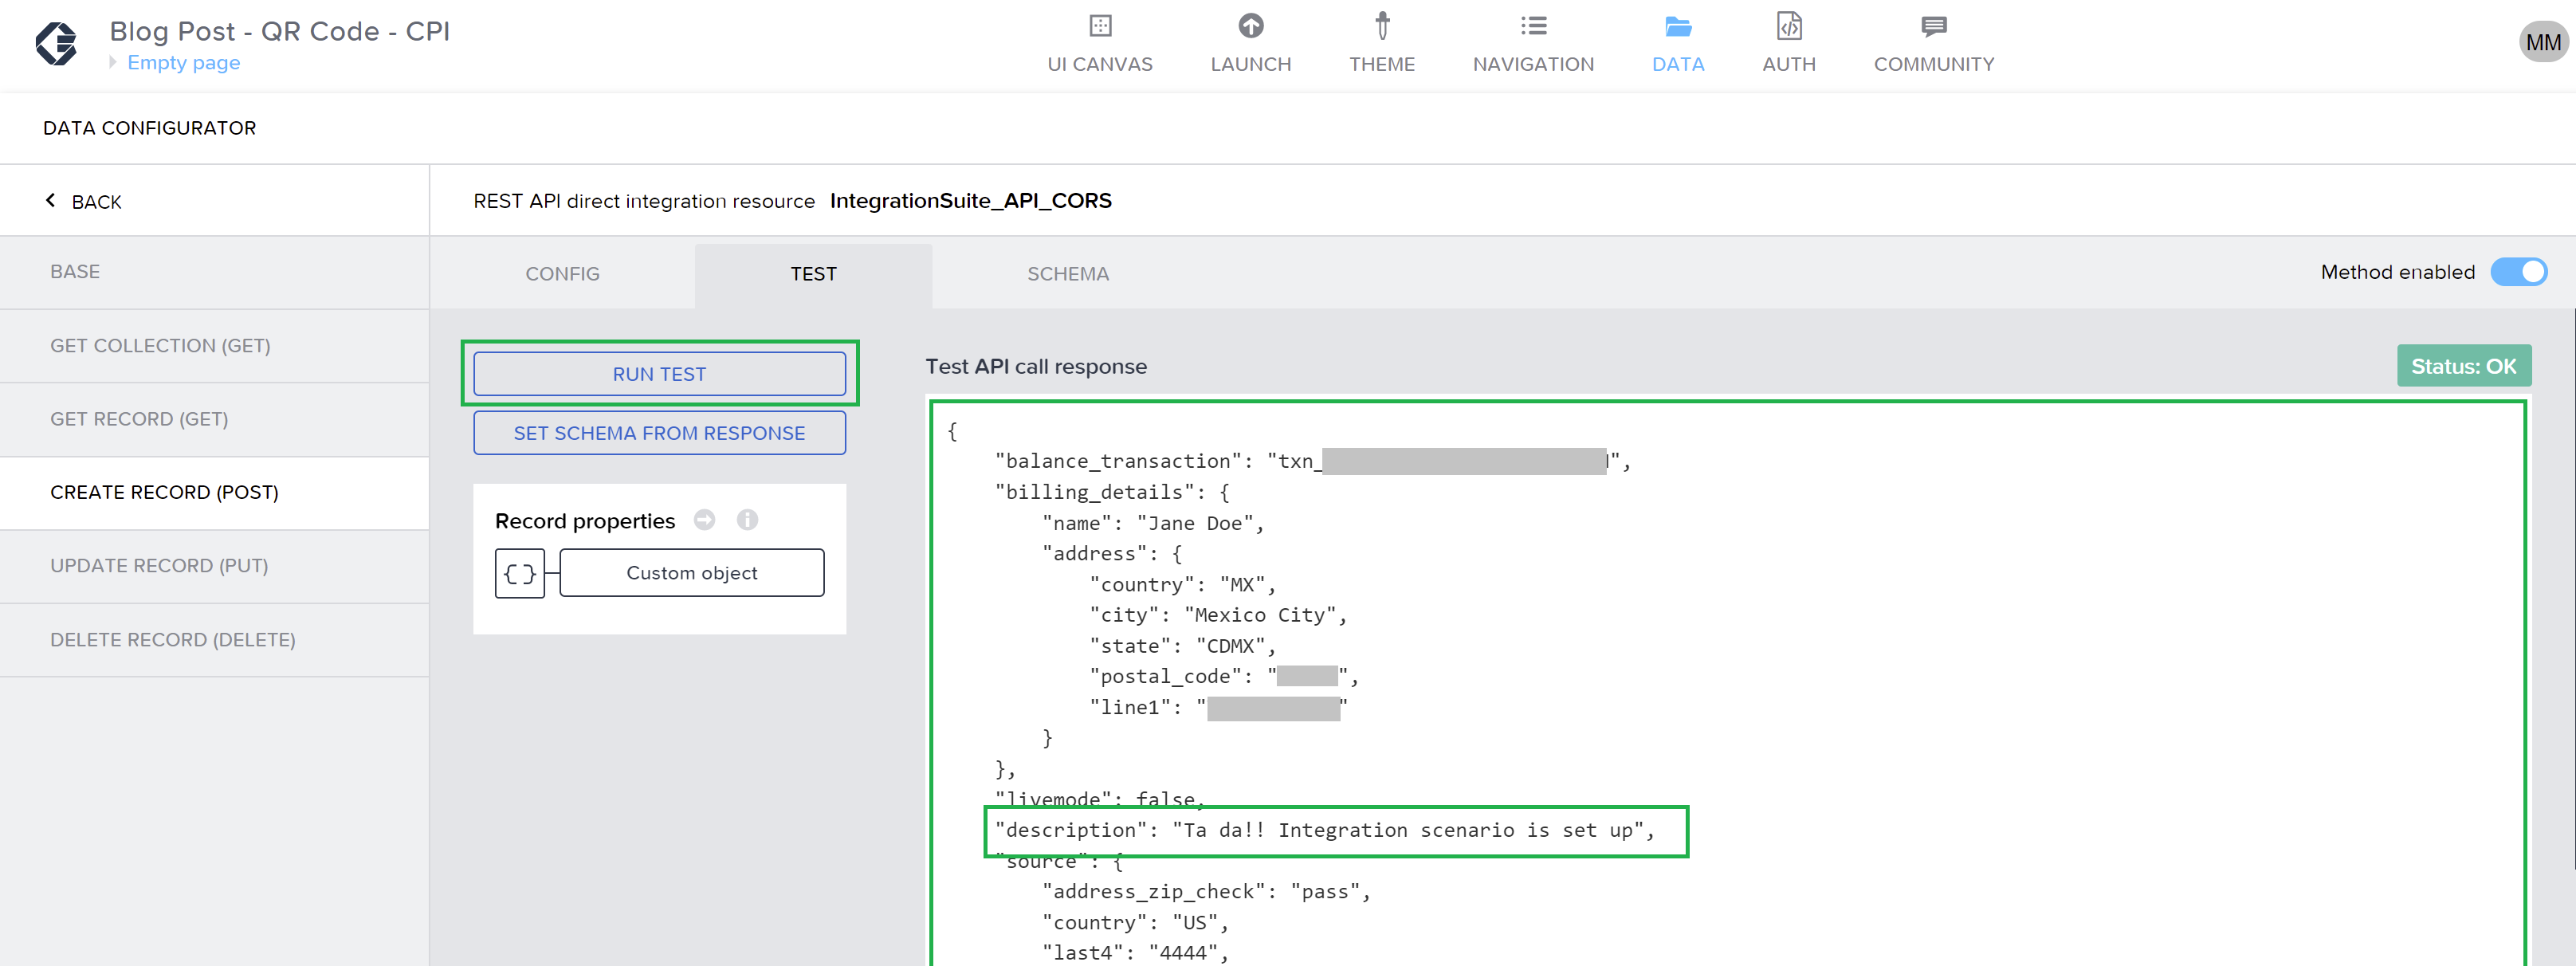 Blog Post - QR Code - CPI
Empty page
UI CANVAS
LAUNCH
THEME
NAVIGATION
DATA
AUTH
COMMUNITY
MM
DATA CONFIGURATOR
BACK
REST API direct integration resource IntegrationSuite_API_CORS
BASE
GET COLLECTION (GET)
GET RECORD (GET)
CREATE RECORD (POST)
UPDATE RECORD (PUT)
DELETE RECORD (DELETE)
CONFIG
TEST
SCHEMA
Method enabled
RUN TEST
SET SCHEMA FROM RESPONSE
Record properties
{ }
Custom object
Test API call response
Status: OK
{
"balance_transaction": "txn_",
"billing_details": {
"name": "Jane Doe",
"address": {
"country": "MX",
"city": "Mexico City",
"state": "CDMX",
"postal_code": "",
"line1": ""
}
},
"livemode": false,
"description": "Ta da!! Integration scenario is set up",
"source": {
"address_zip_check": "pass",
"country": "US",
"last4": "4444",